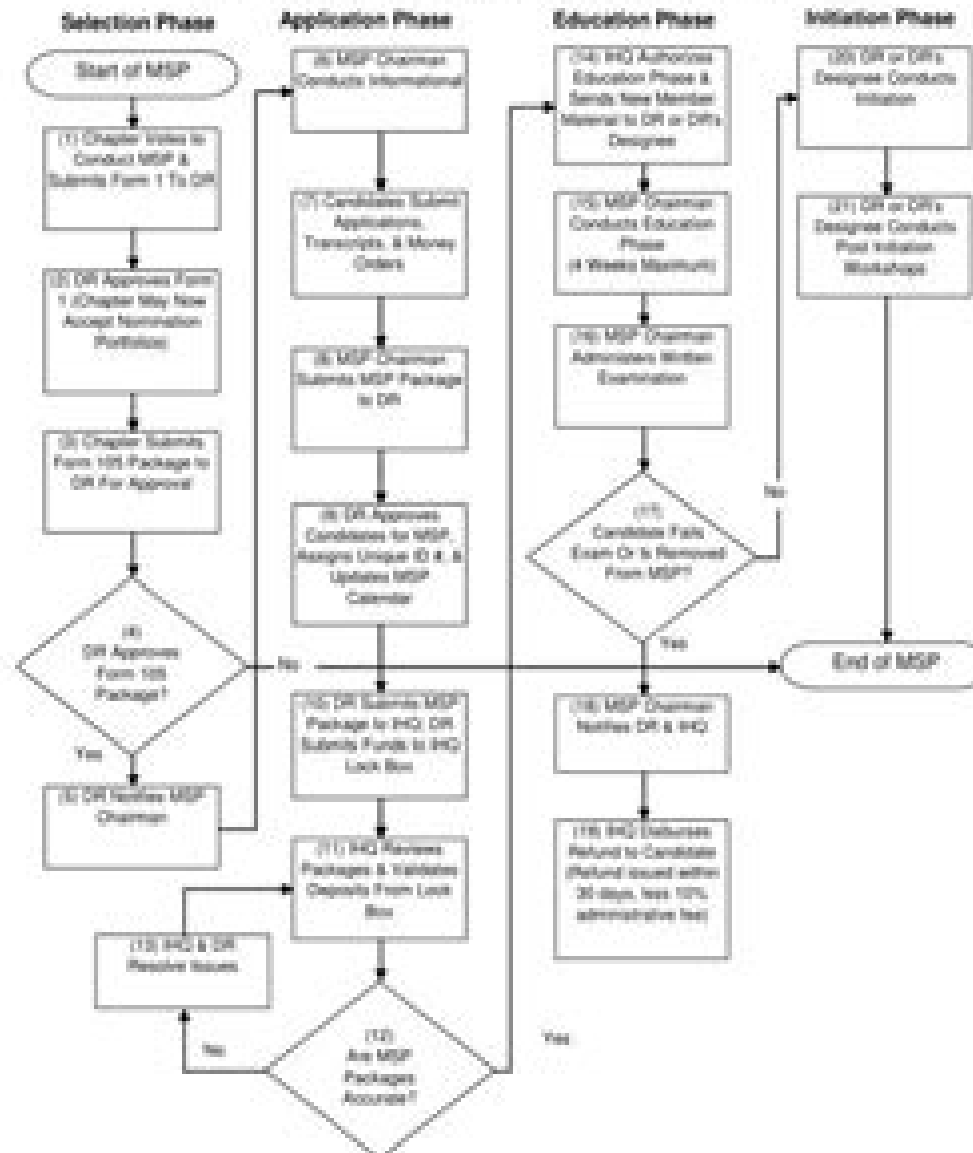 Selection Phase
Application Phase
Education Phase
Initiation Phase
Start of MSP
(1) Chapter Votes to
Conduct MSP &
Submits Form 1 To DR
(2) DR Approves Form
1 (Chapter May Now
Accept Nomination
Portfolios)
(3) Chapter Submits
Form 105 Package to
DR For Approval
(4)
DR Approves
Form 105
Package?
No
Yes
(5) DR Notifies MSP
Chairman
(6) MSP Chairman
Conducts Informational
(7) Candidates Submit
Applications,
Transcripts, & Money
Orders
(8) MSP Chairman
Submits MSP Package
to DR
(9) DR Approves
Candidates for MSP,
Assigns Unique ID #, &
Updates MSP
Calendar
(10) DR Submits MSP
Package to IHQ; DR
Submits Funds to IHQ
Lock Box
(11) IHQ Reviews
Packages & Validates
Deposits From Lock
Box
(13) IHQ & DR
Resolve Issues
No
(12)
Are MSP
Packages
Accurate?
Yes
(14) IHQ Authorizes
Education Phase &
Sends New Member
Material to DR or DR's
Designee
(15) MSP Chairman
Conducts Education
Phase
(4 Weeks Maximum)
(16) MSP Chairman
Administers Written
Examination
(17)
Candidate Fails
Exam Or Is Removed
From MSP?
No
Yes
(18) MSP Chairman
Notifies DR & IHQ
(19) IHQ Disburses
Refund to Candidate
(Refund issued within
30 days, less 10%
administrative fee)
(20) DR or DR's
Designee Conducts
Initiation
(21) DR or DR's
Designee Conducts
Post Initiation
Workshops
End of MSP